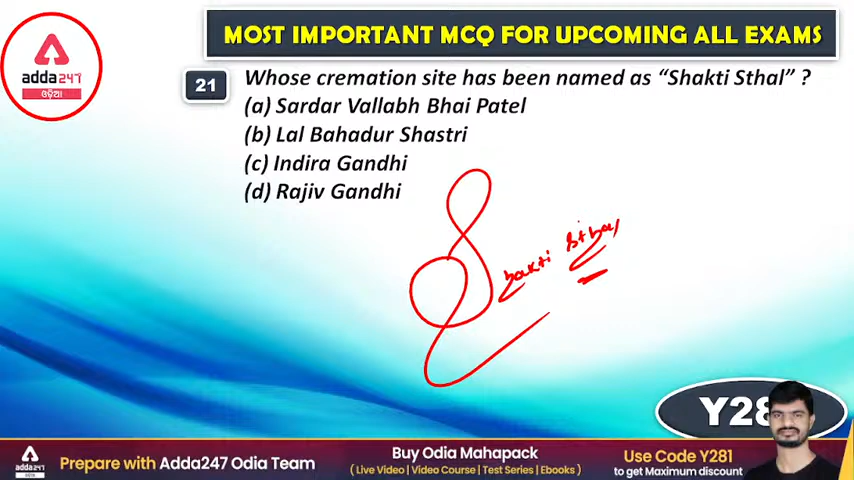 MOST IMPORTANT MCQ FOR UPCOMING ALL EXAMS
adda247
ଓଡ଼ିଆ
21
Whose cremation site has been named as “Shakti Sthal” ?
(a) Sardar Vallabh Bhai Patel
(b) Lal Bahadur Shastri
(c) Indira Gandhi
(d) Rajiv Gandhi
Shakti Sthal
Y28
adda247
Prepare with Adda247 Odia Team
Buy Odia Mahapack
( Live Video | Video Course | Test Series | Ebooks )
Use Code Y281
to get Maximum discount